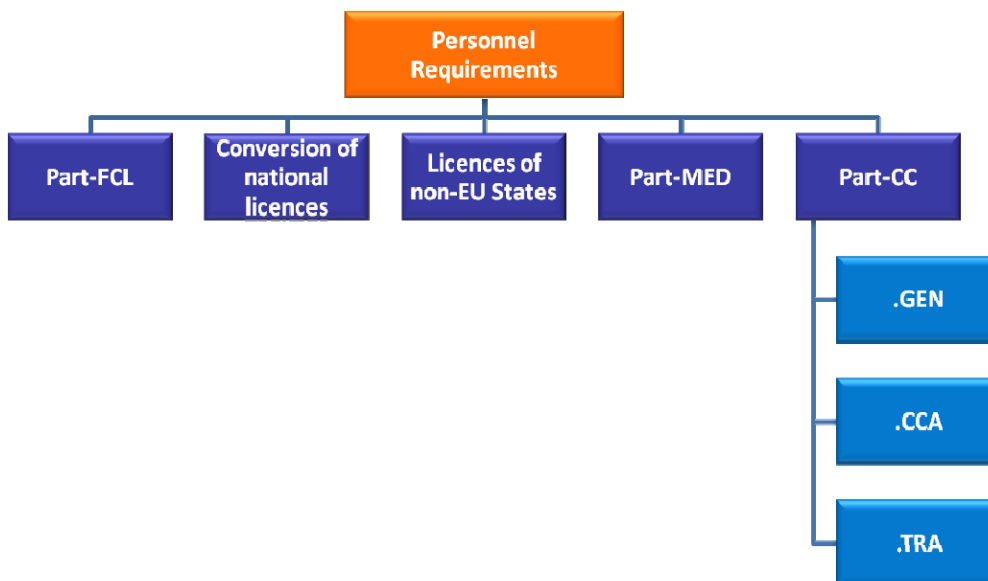 Personnel
Requirements
Part-FCL
Conversion of
national
licences
Licences of
non-EU States
Part-MED
Part-CC
.GEN
.CCA
.TRA